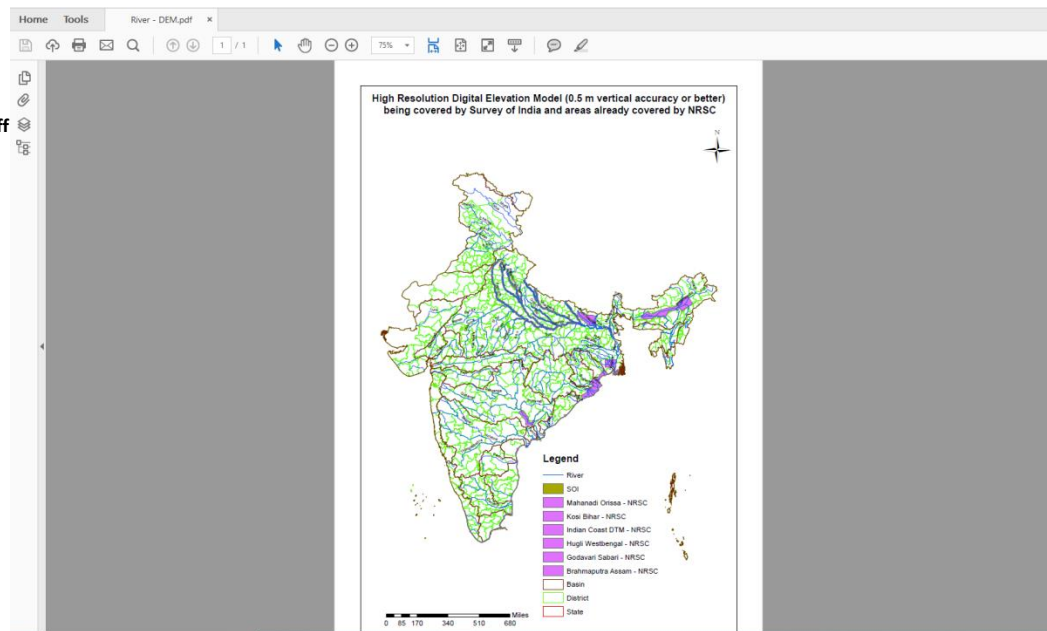 Home Tools River - DEM.pdf ×
1 / 1 75%
ff
High Resolution Digital Elevation Model (0.5 m vertical accuracy or better)
being covered by Survey of India and areas already covered by NRSC
N
Legend
River
SOI
Mahanadi Orissa - NRSC
Kosi Bihar - NRSC
Indian Coast DTM - NRSC
Hugli Westbengal - NRSC
Godavari Sabari - NRSC
Brahmaputra Assam - NRSC
Basin
District
State
Miles
0 85 170 340 510 680